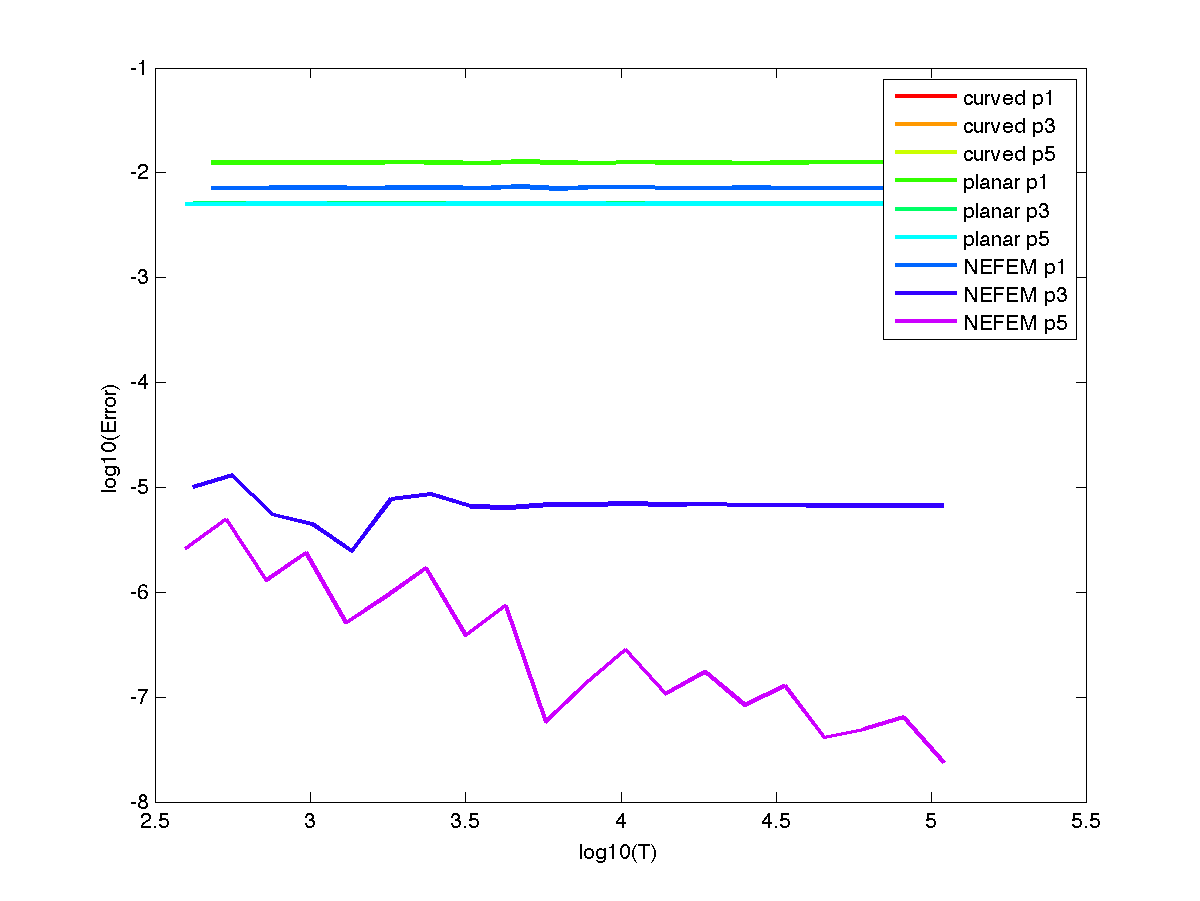 -1
-2
-3
-4
-5
-6
-7
-8
log10(Error)
2.5
3
3.5
4
4.5
5
5.5
log10(T)
curved p1
curved p3
curved p5
planar p1
planar p3
planar p5
NEFEM p1
NEFEM p3
NEFEM p5